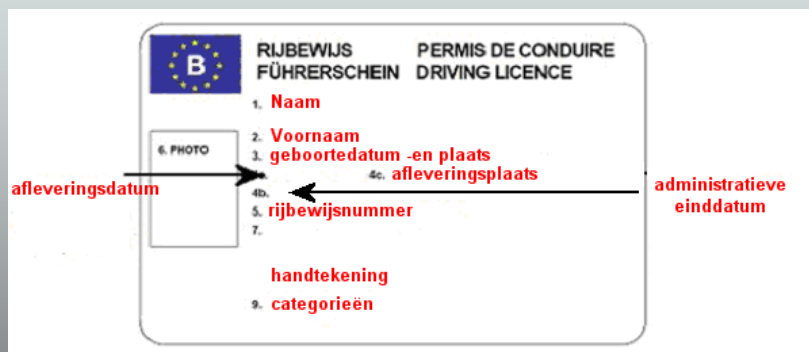 B
RIJBEWIJS PERMIS DE CONDUIRE
FÜHRERSCHEIN DRIVING LICENCE
1. Naam
2. Voornaam
6. PHOTO
3. geboortedatum -en plaats
4c. afleveringsplaats
afleveringsdatum
4b.
administratieve
einddatum
5. rijbewijsnummer
7.
handtekening
9. categorieën